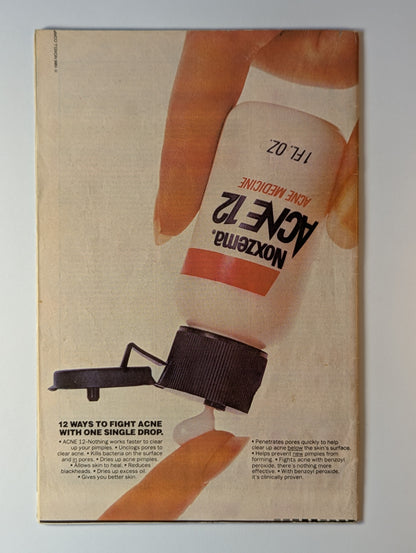 © 1986 NOXELL CORP.
1 FL. OZ.
ACNE MEDICINE
ACNE 12
Noxzema®
12 WAYS TO FIGHT ACNE
WITH ONE SINGLE DROP.
• ACNE 12-Nothing works faster to clear
up your pimples. • Unclogs pores to
clear acne. • Kills bacteria on the surface
and in pores. • Dries up acne pimples.
• Allows skin to heal. • Reduces
blackheads. • Dries up excess oil.
• Gives you better skin.
• Penetrates pores quickly to help
clear up acne below the skin's surface.
• Helps prevent new pimples from
forming. • Fights acne with benzoyl
peroxide, there's nothing more
effective. • With benzoyl peroxide,
it's clinically proven.